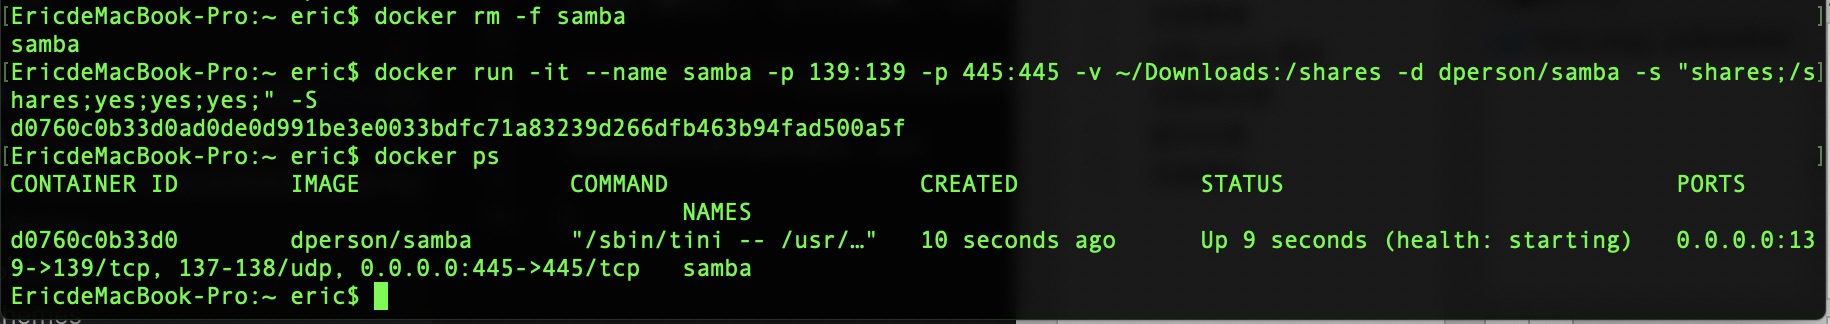 [EricdeMacBook-Pro:~ eric$ docker rm -f samba ]
samba
[EricdeMacBook-Pro:~ eric$ docker run -it --name samba -p 139:139 -p 445:445 -v ~/Downloads:/shares -d dperson/samba -s "shares;/s]
hares;yes;yes;yes;" -S
d0760c0b33d0ad0de0d991be3e0033bdfc71a83239d266dfb463b94fad500a5f
[EricdeMacBook-Pro:~ eric$ docker ps ]
CONTAINER ID IMAGE COMMAND CREATED STATUS PORTS
NAMES
d0760c0b33d0 dperson/samba "/sbin/tini -- /usr/…" 10 seconds ago Up 9 seconds (health: starting) 0.0.0.0:13
9->139/tcp, 137-138/udp, 0.0.0.0:445->445/tcp samba
EricdeMacBook-Pro:~ eric$